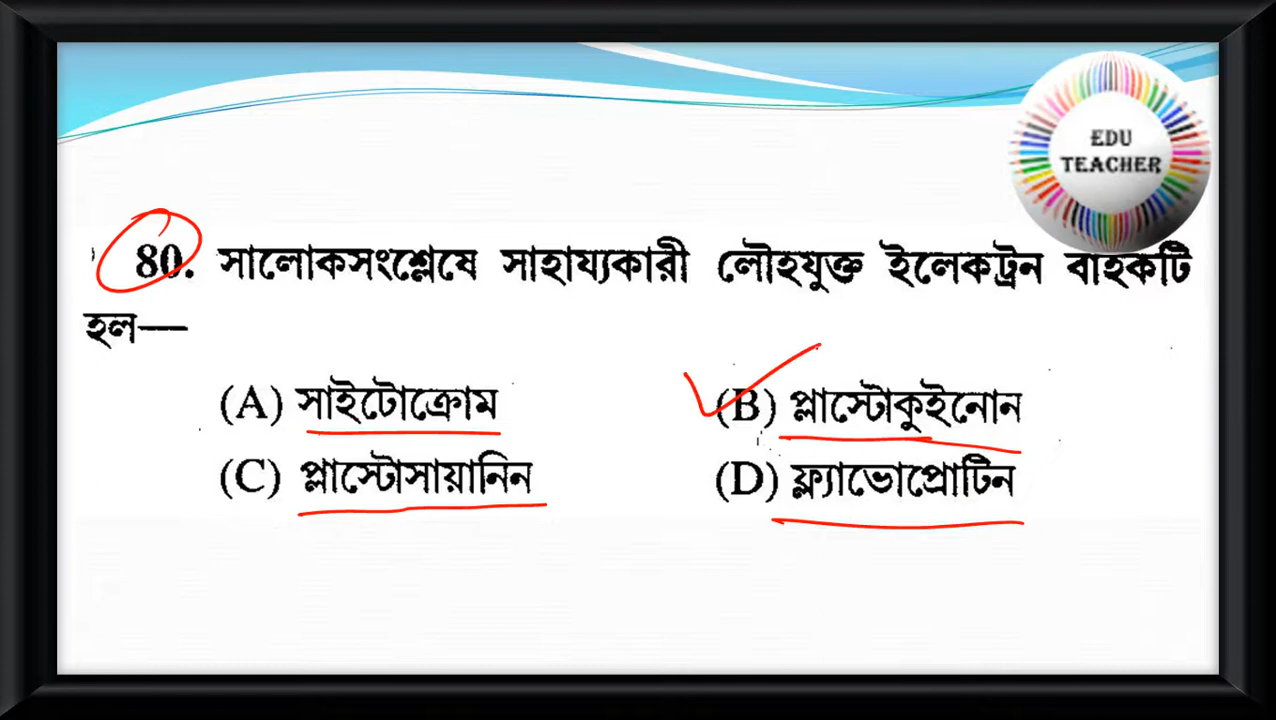 EDU
TEACHER
80. সালোকসংশ্লেষে সাহায্যকারী লৌহযুক্ত ইলেকট্রন বাহকটি
হল—
(A) সাইটোক্রোম (B) প্লাস্টোকুইনোন
(C) প্লাস্টোসায়ানিন (D) ফ্ল্যাভোপ্রোটিন